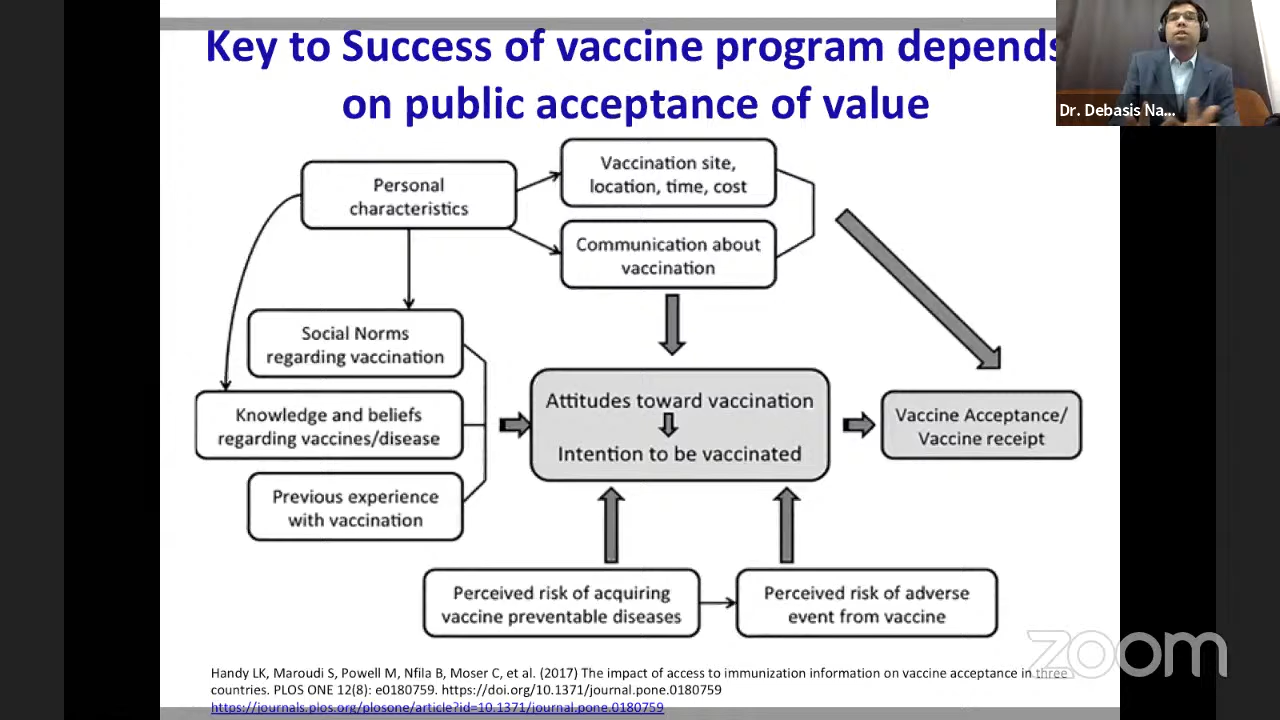 Key to Success of vaccine program depends
on public acceptance of value
Dr. Debasis Na...
Personal
characteristics
Vaccination site,
location, time, cost
Communication about
vaccination
Social Norms
regarding vaccination
Knowledge and beliefs
regarding vaccines/disease
Previous experience
with vaccination
Attitudes toward vaccination
Intention to be vaccinated
Vaccine Acceptance/
Vaccine receipt
Perceived risk of acquiring
vaccine preventable diseases
Perceived risk of adverse
event from vaccine
zoom
Handy LK, Maroudi S, Powell M, Nfila B, Moser C, et al. (2017) The impact of access to immunization information on vaccine acceptance in three
countries. PLOS ONE 12(8): e0180759. https://doi.org/10.1371/journal.pone.0180759
https://journals.plos.org/plosone/article?id=10.1371/journal.pone.0180759